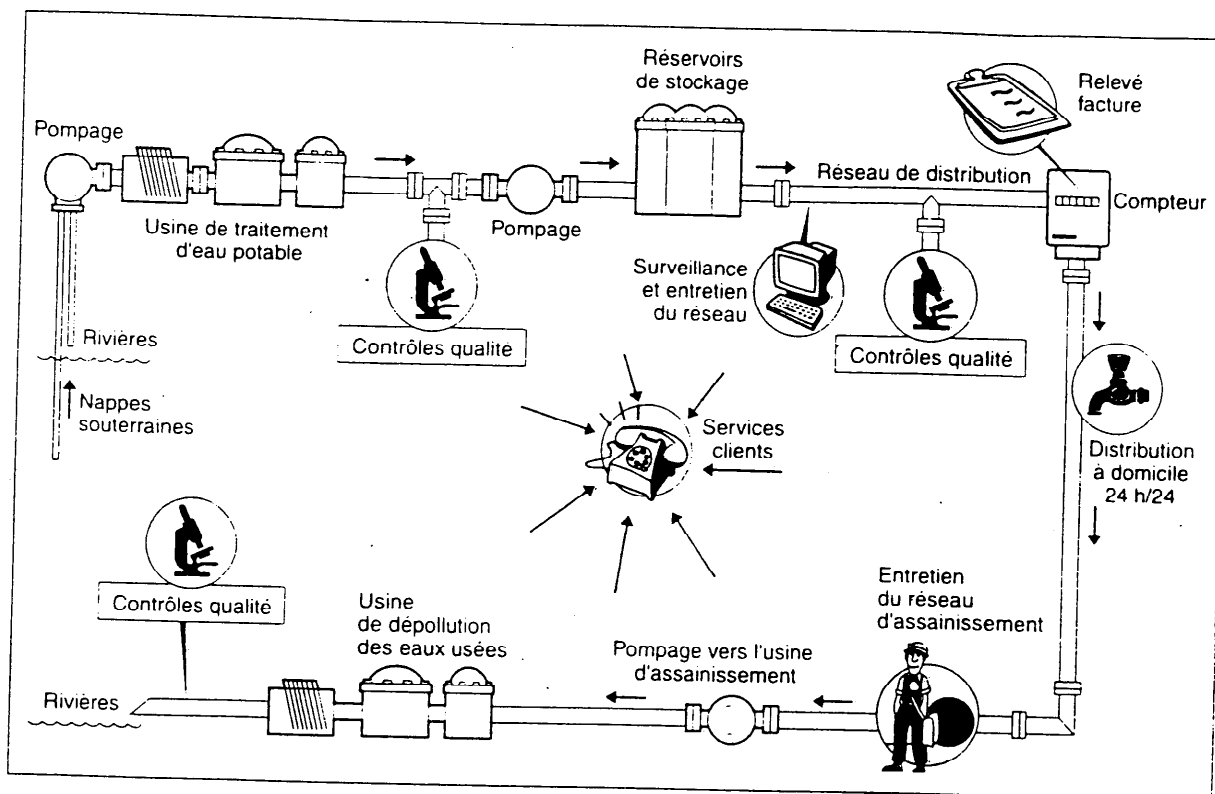 Réservoirs
de stockage
Relevé
facture
Pompage
Réseau de distribution
Compteur
Usine de traitement
d'eau potable
Pompage
Surveillance
et entretien
du réseau
Rivières
Contrôles qualité
Contrôles qualité
Nappes
souterraines
Services
clients
Distribution
à domicile
24 h/24
Contrôles qualité
Usine
de dépollution
des eaux usées
Entretien
du réseau
d'assainissement
Pompage vers l'usine
d'assainissement
Rivières